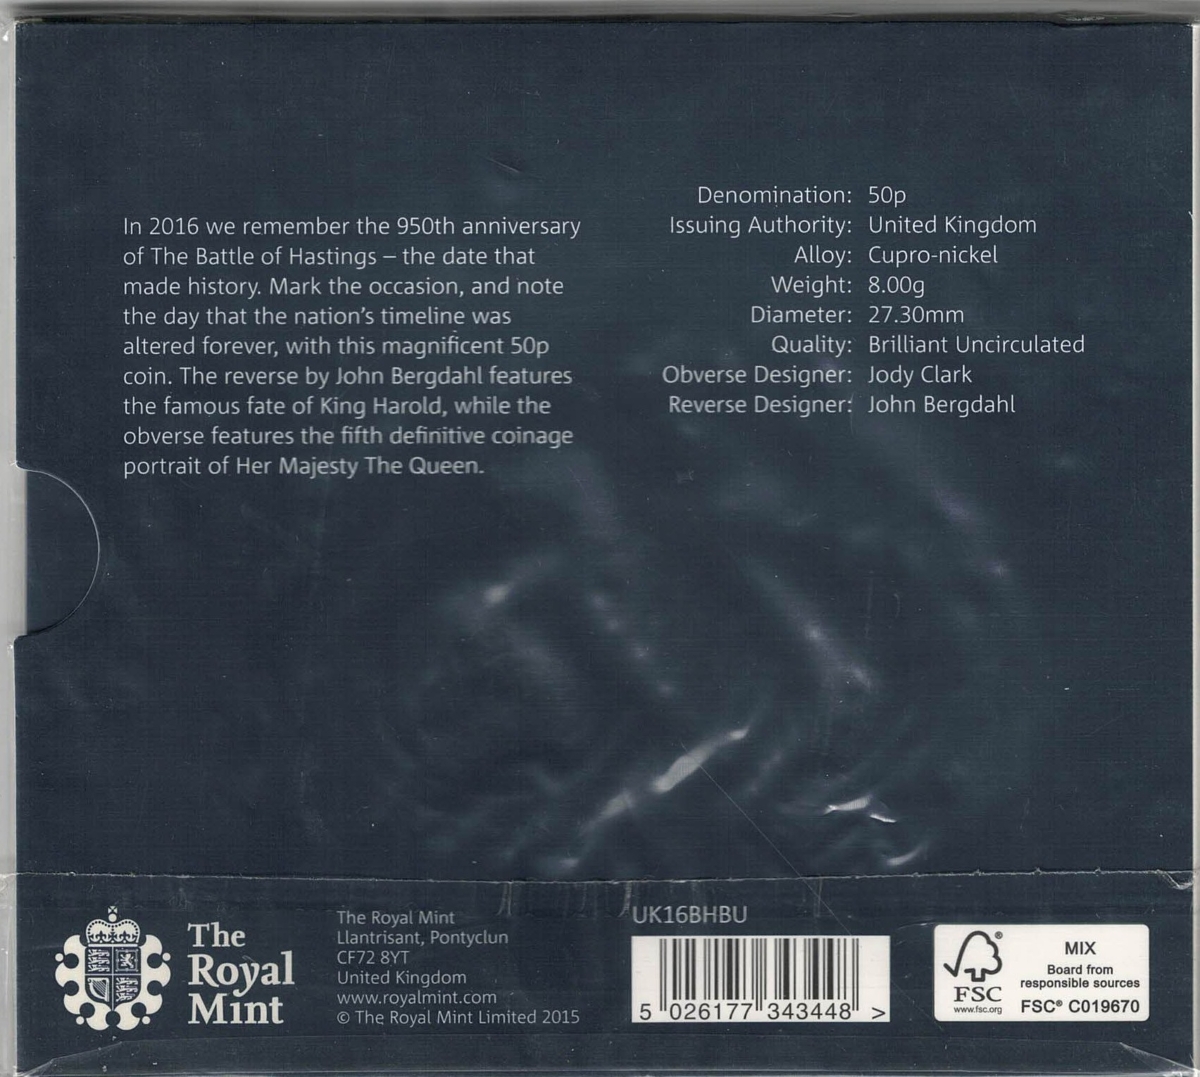 In 2016 we remember the 950th anniversary
of The Battle of Hastings – the date that
made history. Mark the occasion, and note
the day that the nation's timeline was
altered forever, with this magnificent 50p
coin. The reverse by John Bergdahl features
the famous fate of King Harold, while the
obverse features the fifth definitive coinage
portrait of Her Majesty The Queen.
Denomination: 50p
Issuing Authority: United Kingdom
Alloy: Cupro-nickel
Weight: 8.00g
Diameter: 27.30mm
Quality: Brilliant Uncirculated
Obverse Designer: Jody Clark
Reverse Designer: John Bergdahl
The
Royal
Mint
The Royal Mint
Llantrisant, Pontyclun
CF72 8YT
United Kingdom
www.royalmint.com
© The Royal Mint Limited 2015
UK16BHBU
5 026177 343448 >
®
FSC
www.fsc.org
MIX
Board from
responsible sources
FSC® C019670